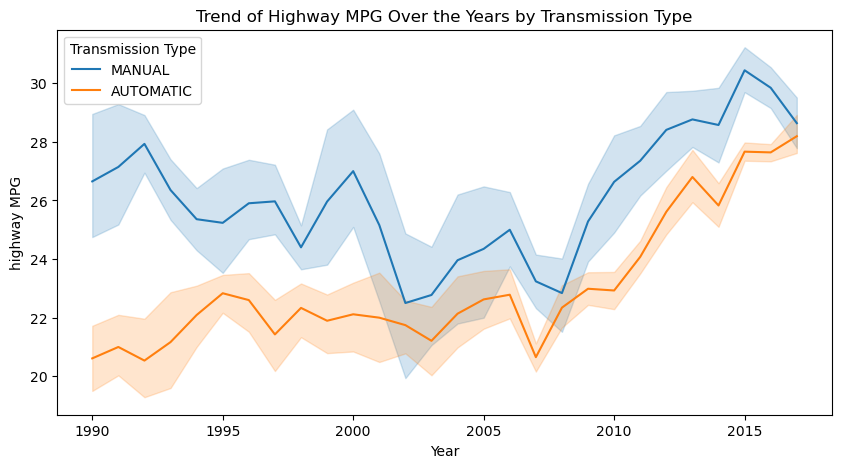 Trend of Highway MPG Over the Years by Transmission Type
Transmission Type
MANUAL
AUTOMATIC
highway MPG
30
28
26
24
22
20
1990
1995
2000
2005
2010
2015
Year